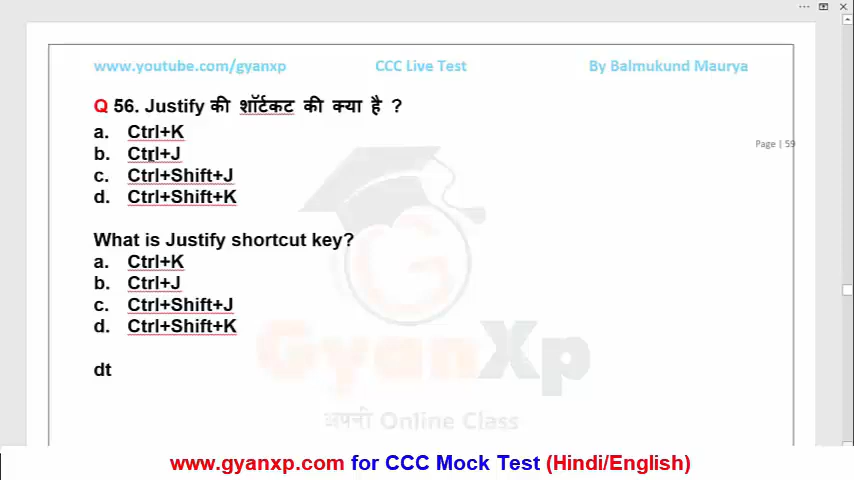 www.youtube.com/gyanxp CCC Live Test By Balmukund Maurya
Q 56. Justify की शॉर्टकट की क्या है ?
a. Ctrl+K
b. Ctrl+J
Page | 59
c. Ctrl+Shift+J
d. Ctrl+Shift+K
What is Justify shortcut key?
a. Ctrl+K
b. Ctrl+J
c. Ctrl+Shift+J
d. Ctrl+Shift+K
GyanXp
dt
अपनी Online Class
www.gyanxp.com for CCC Mock Test (Hindi/English)